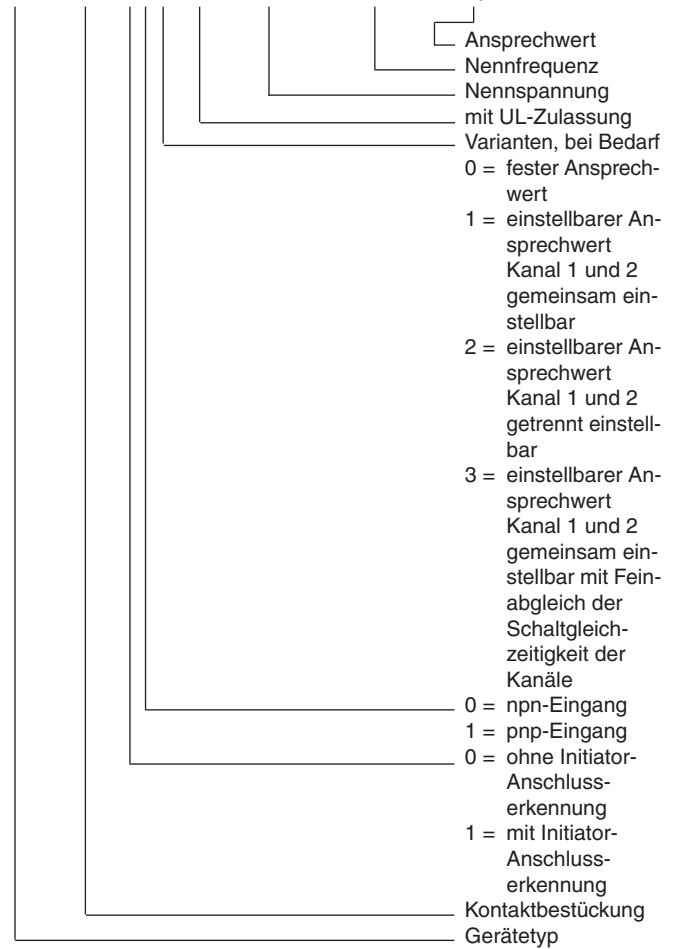 Ansprechwert
Nennfrequenz
Nennspannung
mit UL-Zulassung
Varianten, bei Bedarf
0 = fester Ansprech-
wert
1 = einstellbarer An-
sprechwert
Kanal 1 und 2
gemeinsam ein-
stellbar
2 = einstellbarer An-
sprechwert
Kanal 1 und 2
getrennt einstell-
bar
3 = einstellbarer An-
sprechwert
Kanal 1 und 2
gemeinsam ein-
stellbar mit Fein-
abgleich der
Schaltgleich-
zeitigkeit der
Kanäle
0 = npn-Eingang
1 = pnp-Eingang
0 = ohne Initiator-
Anschluss-
erkennung
1 = mit Initiator-
Anschluss-
erkennung
Kontaktbestückung
Gerätetyp